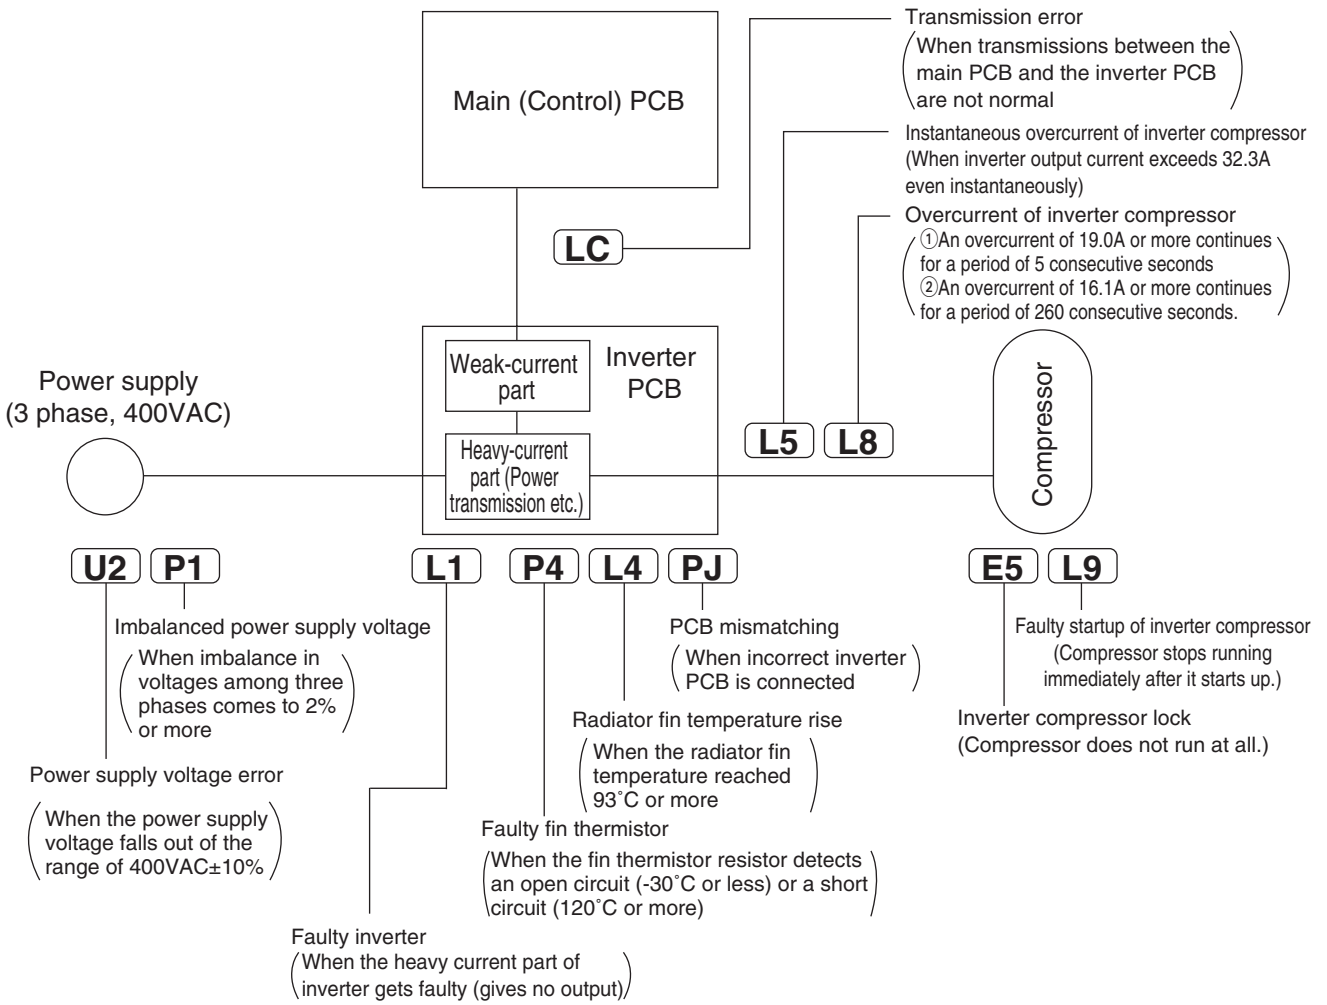 Transmission error
When transmissions between the
main PCB and the inverter PCB
are not normal
Main (Control) PCB
Instantaneous overcurrent of inverter compressor
(When inverter output current exceeds 32.3A
even instantaneously)
Overcurrent of inverter compressor
①An overcurrent of 19.0A or more continues
for a period of 5 consecutive seconds
②An overcurrent of 16.1A or more continues
for a period of 260 consecutive seconds.
LC
Weak-current
part
Inverter
PCB
Power supply
(3 phase, 400VAC)
Heavy-current
part (Power
transmission etc.)
L5
L8
Compressor
U2
P1
L1
P4
L4
PJ
E5
L9
Imbalanced power supply voltage
When imbalance in
voltages among three
phases comes to 2%
or more
PCB mismatching
When incorrect inverter
PCB is connected
Faulty startup of inverter compressor
(Compressor stops running
immediately after it starts up.)
Radiator fin temperature rise
When the radiator fin
temperature reached
93˚C or more
Inverter compressor lock
(Compressor does not run at all.)
Power supply voltage error
When the power supply
voltage falls out of the
range of 400VAC±10%
Faulty fin thermistor
When the fin thermistor resistor detects
an open circuit (-30˚C or less) or a short
circuit (120˚C or more)
Faulty inverter
When the heavy current part of
inverter gets faulty (gives no output)